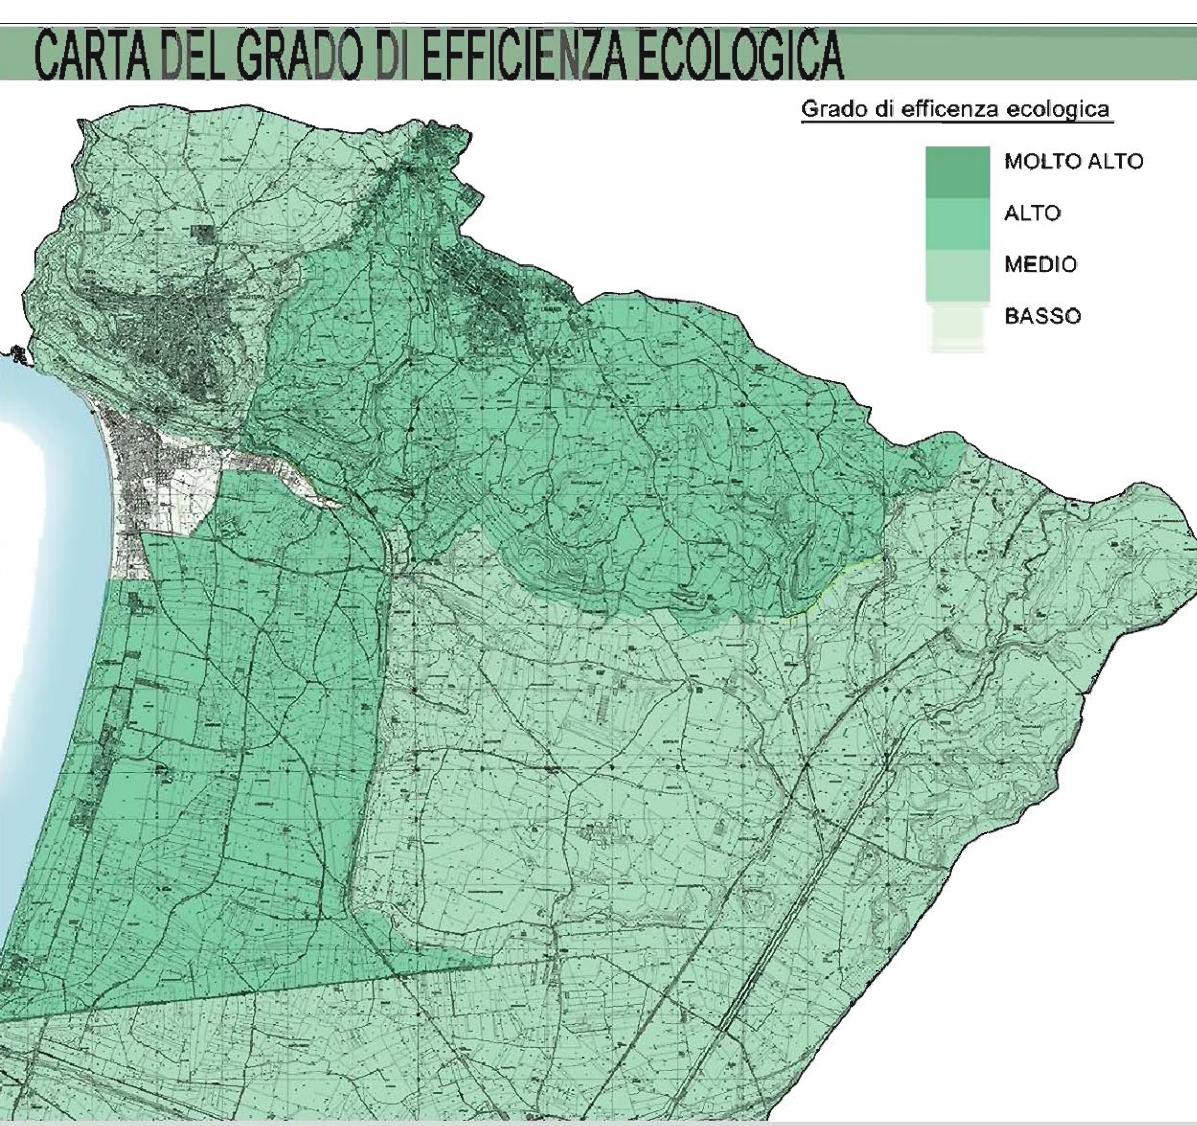 CARTA DEL GRADO DI EFFICIENZA ECOLOGICA
Grado di efficenza ecologica
MOLTO ALTO
ALTO
MEDIO
BASSO